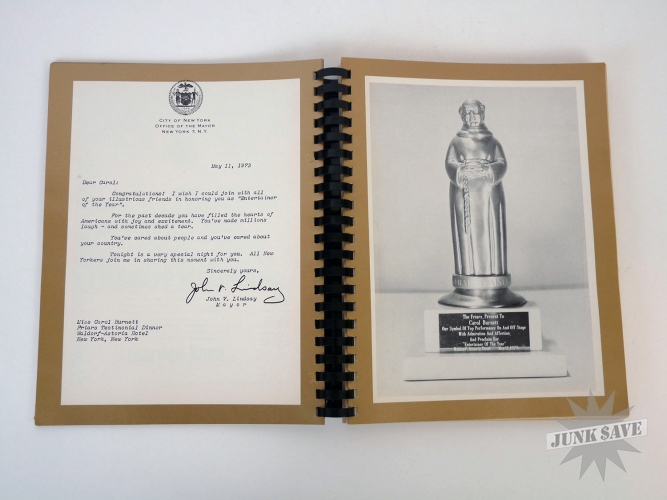 CITY OF NEW YORK
OFFICE OF THE MAYOR
NEW YORK 7, N.Y.
May 11, 1973
Dear Carol:
Congratulations! I wish I could join with all
of your illustrious friends in honoring you as "Entertainer
of the Year".
For the past decade you have filled the hearts of
Americans with joy and excitement. You've made millions
laugh - and sometimes shed a tear.
You've cared about people and you've cared about
your country.
Tonight is a very special night for you. All New
Yorkers join me in sharing this moment with you.
Sincerely yours,
John V. Lindsay
John V. Lindsay
Mayor
Miss Carol Burnett
Friars Testimonial Dinner
Waldorf-Astoria Hotel
New York, New York
The Friars, Present To
Carol Burnett
Our Symbol Of Top Performance On And Off Stage
With Admiration And Affection,
And Proclaim Her
"Entertainer Of The Year"
JUNK SAVE